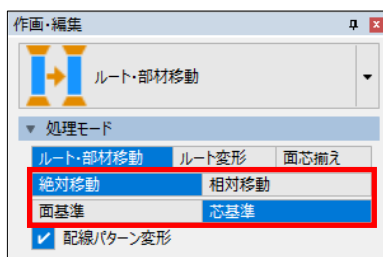 作画・編集
ルート・部材移動
処理モード
ルート・部材移動 ルート変形 面芯揃え
絶対移動 相対移動
面基準 芯基準
配線パターン変形